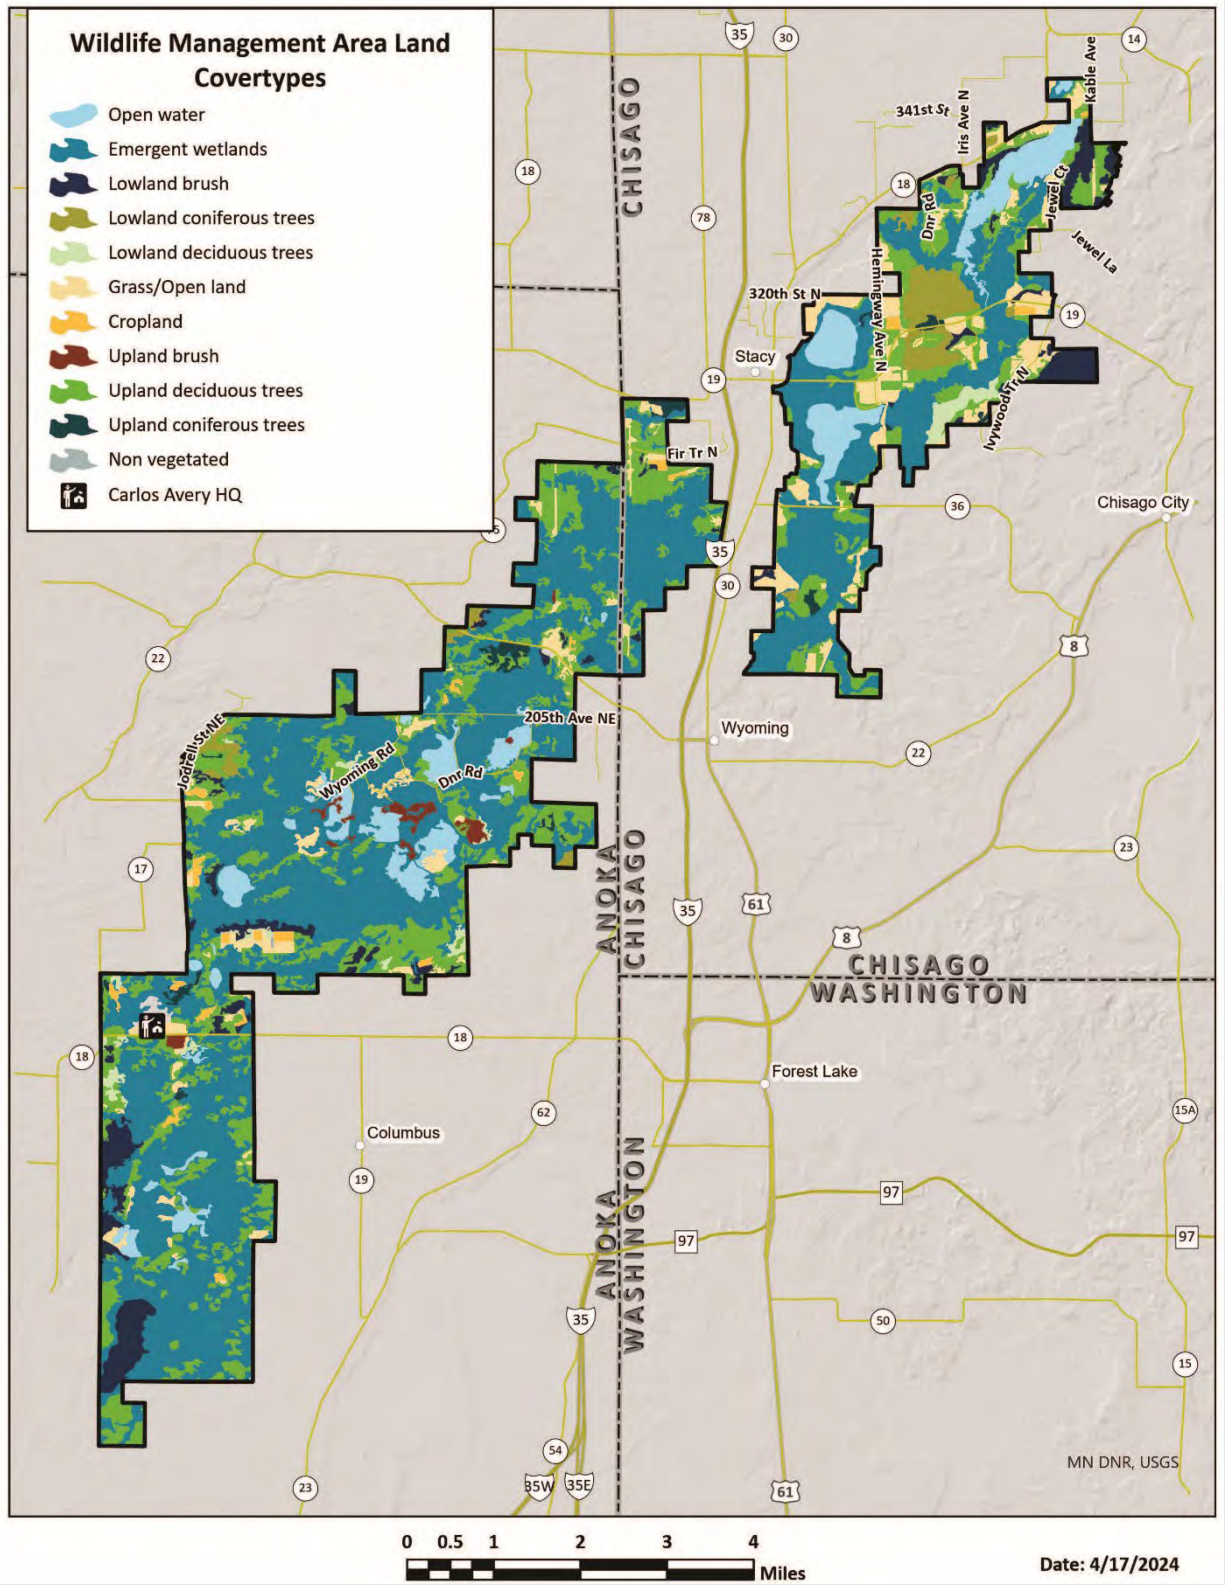 Wildlife Management Area Land
Covertypes
Open water
Emergent wetlands
Lowland brush
Lowland coniferous trees
Lowland deciduous trees
Grass/Open land
Cropland
Upland brush
Upland deciduous trees
Upland coniferous trees
Non vegetated
Carlos Avery HQ
35
30
14
Kable Ave
CHISAGO
341st St
Iris Ave N
18
18
Dnr Rd
Jewel Ct
78
Jewel La
Hemingway Ave N
320th St N
19
Stacy
19
Ivywood Tr N
Fir Tr N
36
Chisago City
35
30
22
8
205th Ave NE
Jodrell St NE
Wyoming
Wyoming Rd
Dnr Rd
22
23
17
ANOKA
CHISAGO
35
61
8
CHISAGO
WASHINGTON
18
18
Forest Lake
62
15A
Columbus
19
97
ANOKA
WASHINGTON
97
97
35
50
15
54
35W
35E
23
61
MN DNR, USGS
0 0.5 1 2 3 4
Miles
Date: 4/17/2024